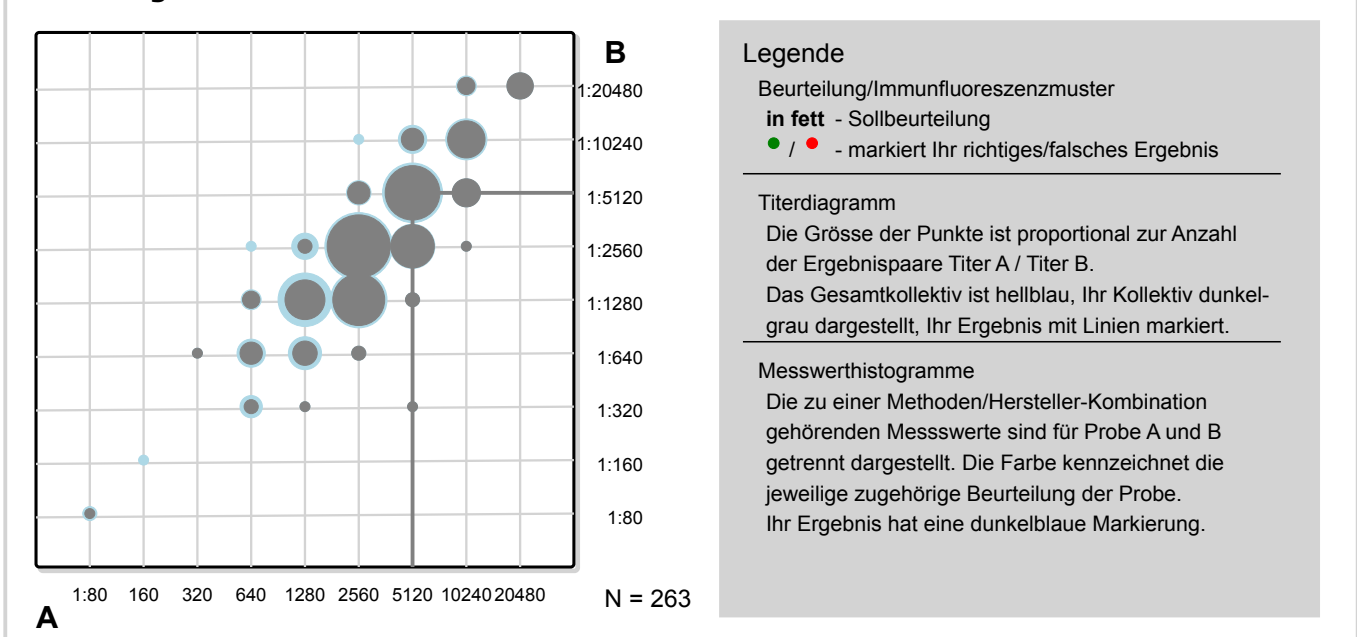 B
1:20480
1:10240
1:5120
1:2560
1:1280
1:640
1:320
1:160
1:80
1:80 160 320 640 1280 2560 5120 10240 20480
N = 263
A
Legende
Beurteilung/Immunfluoreszenzmuster
in fett - Sollbeurteilung
/ - markiert Ihr richtiges/falsches Ergebnis
Titerdiagramm
Die Grösse der Punkte ist proportional zur Anzahl
der Ergebnispaare Titer A / Titer B.
Das Gesamtkollektiv ist hellblau, Ihr Kollektiv dunkel-
grau dargestellt, Ihr Ergebnis mit Linien markiert.
Messwerthistogramme
Die zu einer Methoden/Hersteller-Kombination
gehörenden Messswerte sind für Probe A und B
getrennt dargestellt. Die Farbe kennzeichnet die
jeweilige zugehörige Beurteilung der Probe.
Ihr Ergebnis hat eine dunkelblaue Markierung.